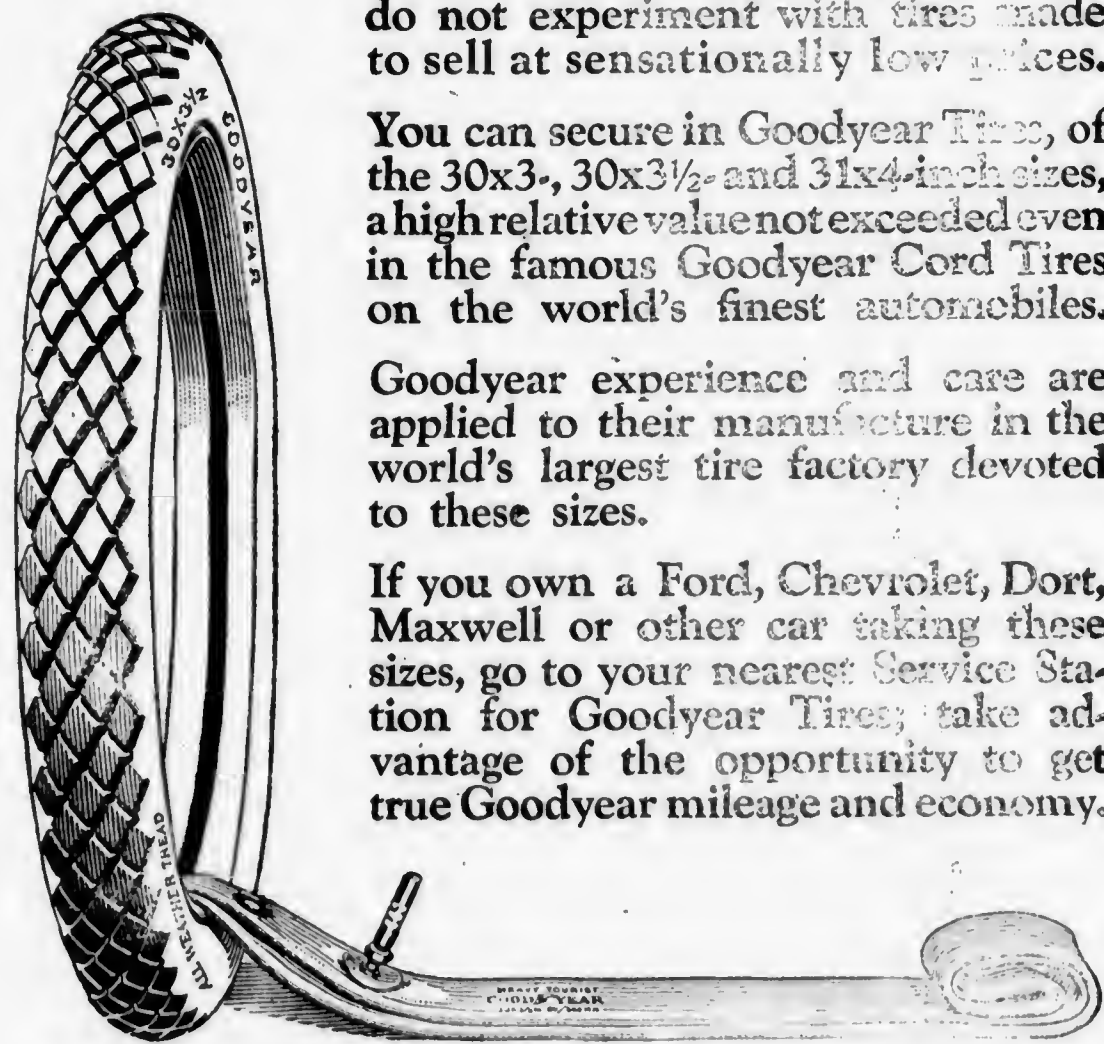 do not experiment with tires made
to sell at sensationally low prices.
You can secure in Goodyear Tires, of
the 30x3-, 30x3½- and 31x4-inch sizes,
a high relative value not exceeded even
in the famous Goodyear Cord Tires
on the world's finest automobiles.
Goodyear experience and care are
applied to their manufacture in the
world's largest tire factory devoted
to these sizes.
If you own a Ford, Chevrolet, Dort,
Maxwell or other car taking these
sizes, go to your nearest Service Sta-
tion for Goodyear Tires; take ad-
vantage of the opportunity to get
true Goodyear mileage and economy.
30X3½ GOODYEAR
ALL WEATHER TREAD
HEAVY TOURIST
GOODYEAR